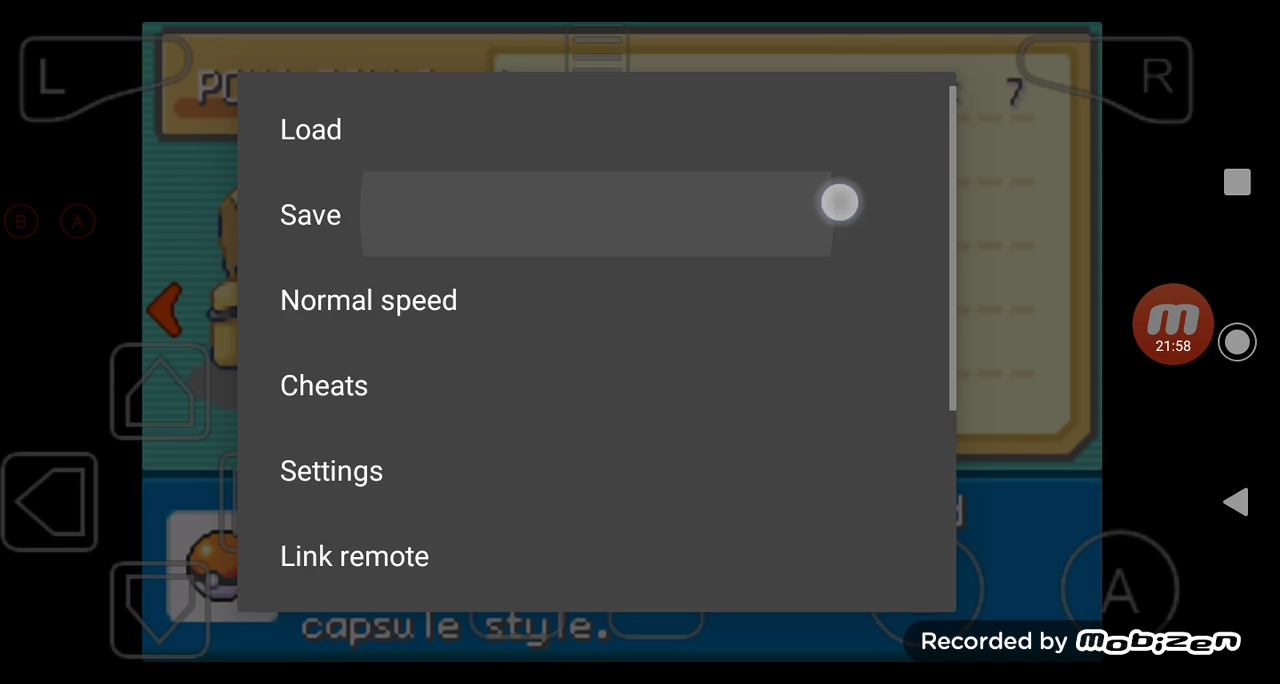 L
R
7
Load
Save
B A
Normal speed
21:58
Cheats
Settings
Link remote
A
capsule style.
Recorded by mobizen